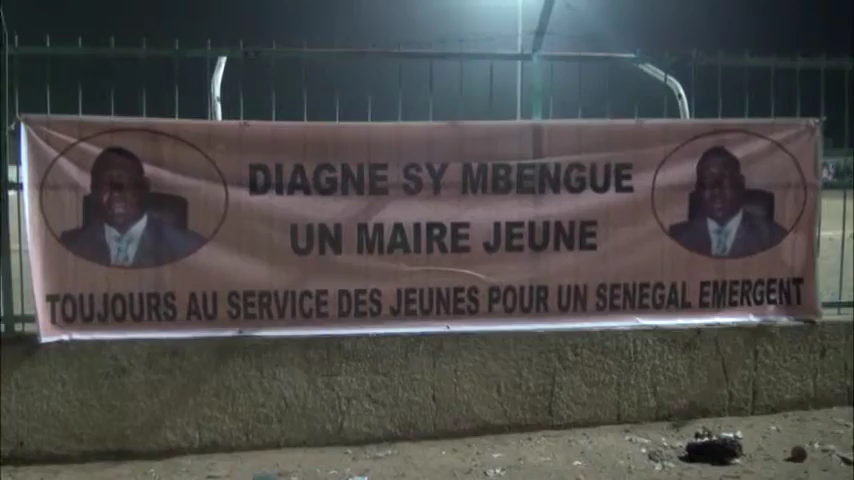 DIAGNE SY MBENGUE
UN MAIRE JEUNE
TOUJOURS AU SERVICE DES JEUNES POUR UN SENEGAL EMERGENT